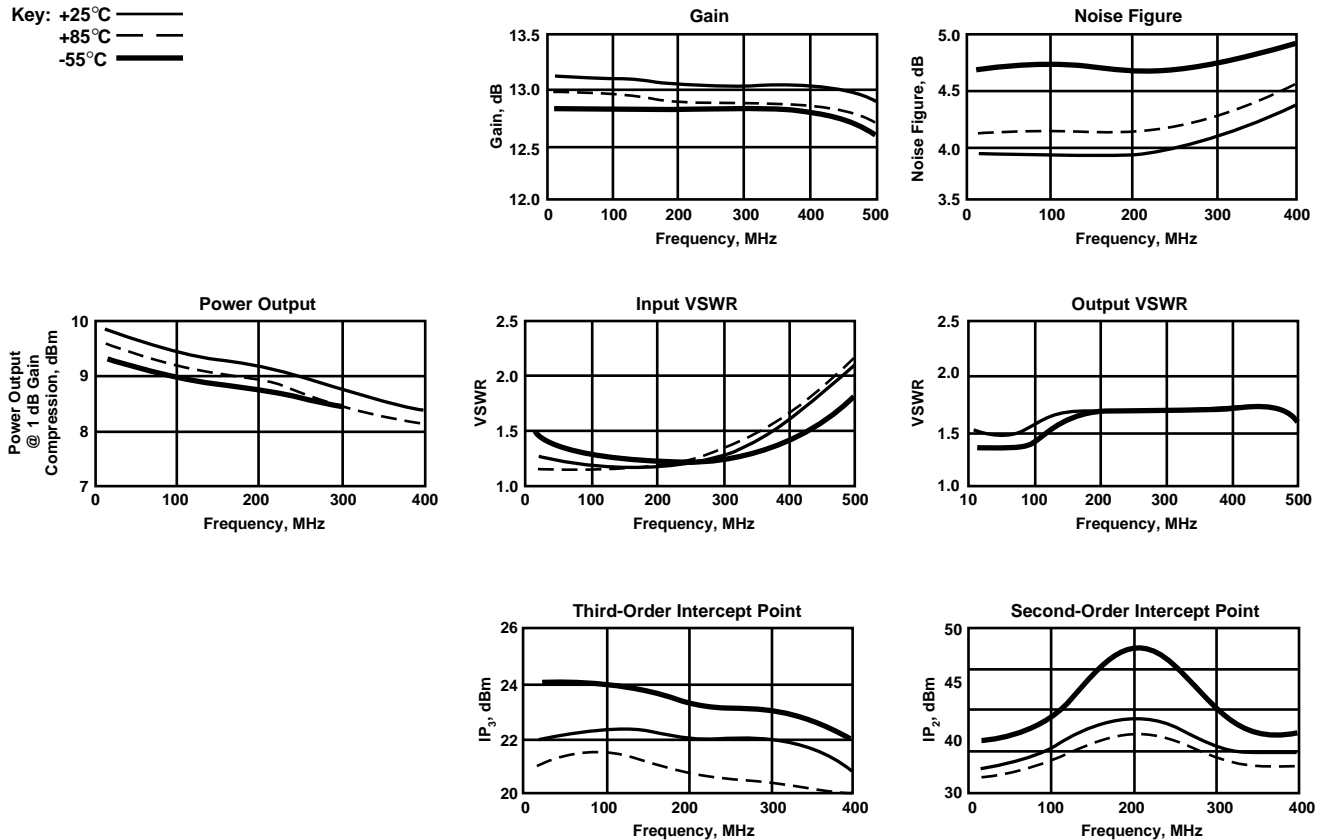 Key: +25°C
+85°C
-55°C
Gain
13.5
13.0
12.5
12.0
Gain, dB
0 100 200 300 400 500
Frequency, MHz
Noise Figure
5.0
4.5
4.0
3.5
Noise Figure, dB
0 100 200 300 400
Frequency, MHz
Power Output
10
9
8
7
Power Output
@ 1 dB Gain
Compression, dBm
0 100 200 300 400
Frequency, MHz
Input VSWR
2.5
2.0
1.5
1.0
VSWR
0 100 200 300 400 500
Frequency, MHz
Output VSWR
2.5
2.0
1.5
1.0
VSWR
10 100 200 300 400 500
Frequency, MHz
Third-Order Intercept Point
26
24
22
20
IP3, dBm
0 100 200 300 400
Frequency, MHz
Second-Order Intercept Point
50
45
40
30
IP2, dBm
0 100 200 300 400
Frequency, MHz